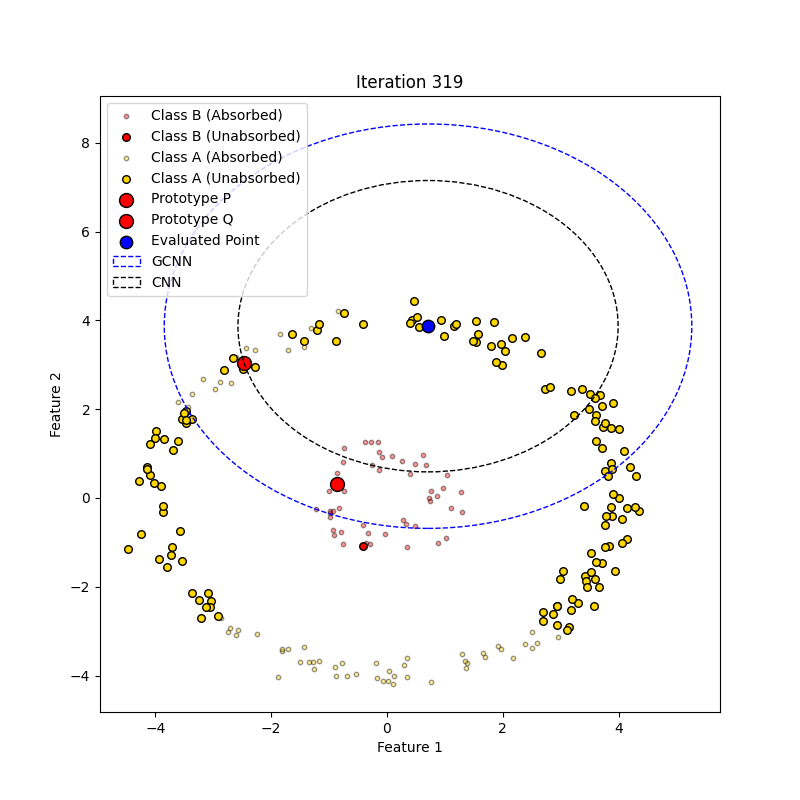 Iteration 319
Class B (Absorbed)
Class B (Unabsorbed)
Class A (Absorbed)
Class A (Unabsorbed)
Prototype P
Prototype Q
Evaluated Point
GCNN
CNN
8
6
4
2
0
−2
−4
Feature 2
−4 −2 0 2 4
Feature 1